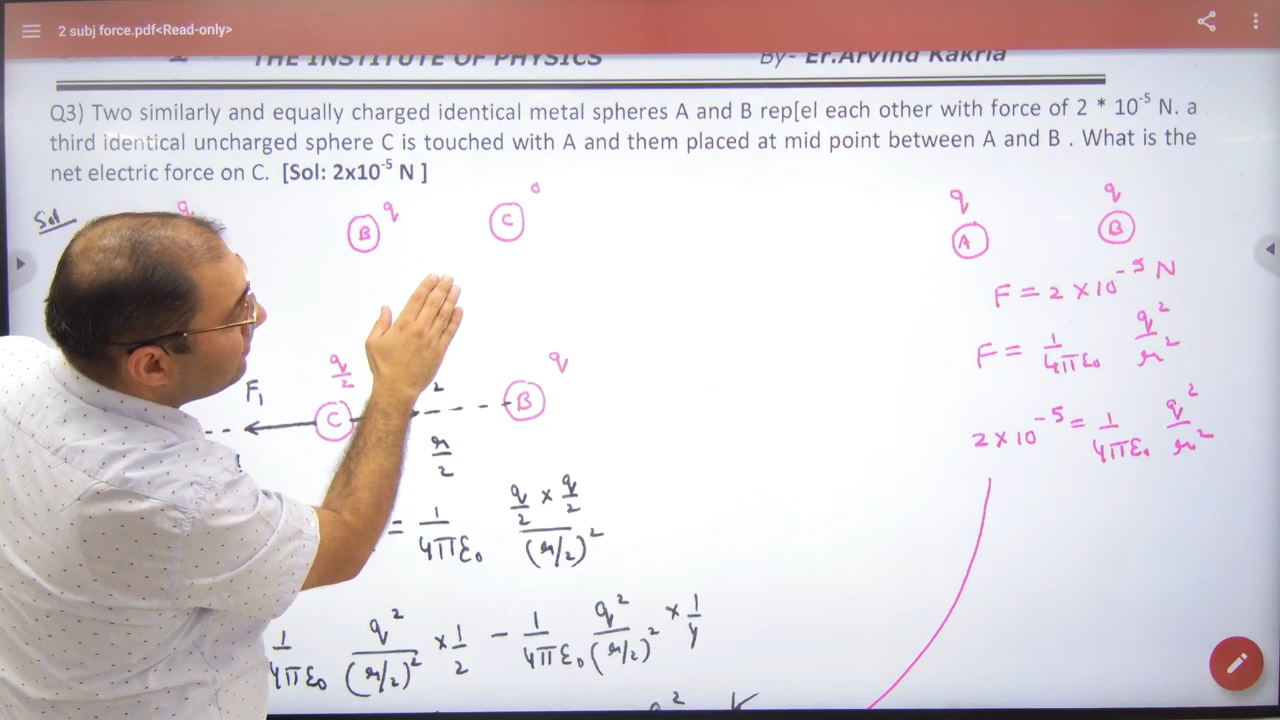 2 subj force.pdf<Read-only>
THE INSTITUTE OF PHYSICS By- Er.Arvind Kakria
Q3) Two similarly and equally charged identical metal spheres A and B rep[el each other with force of 2 * 10⁻⁵ N. a
third identical uncharged sphere C is touched with A and them placed at mid point between A and B . What is the
net electric force on C. [Sol: 2x10⁻⁵ N ]
Sol
q
B q
C o
q
A
q
B
F = 2 × 10⁻⁵ N
F = 1/4πε₀ q²/r²
2 × 10⁻⁵ = 1/4πε₀ q²/r²
F₁
q/2
C
2
B q
r/2
= 1/4πε₀ q/2 × q/2 / (r/2)²
1/4πε₀ q²/(r/2)² × 1/2 − 1/4πε₀ q²/(r/2)² × 1/4